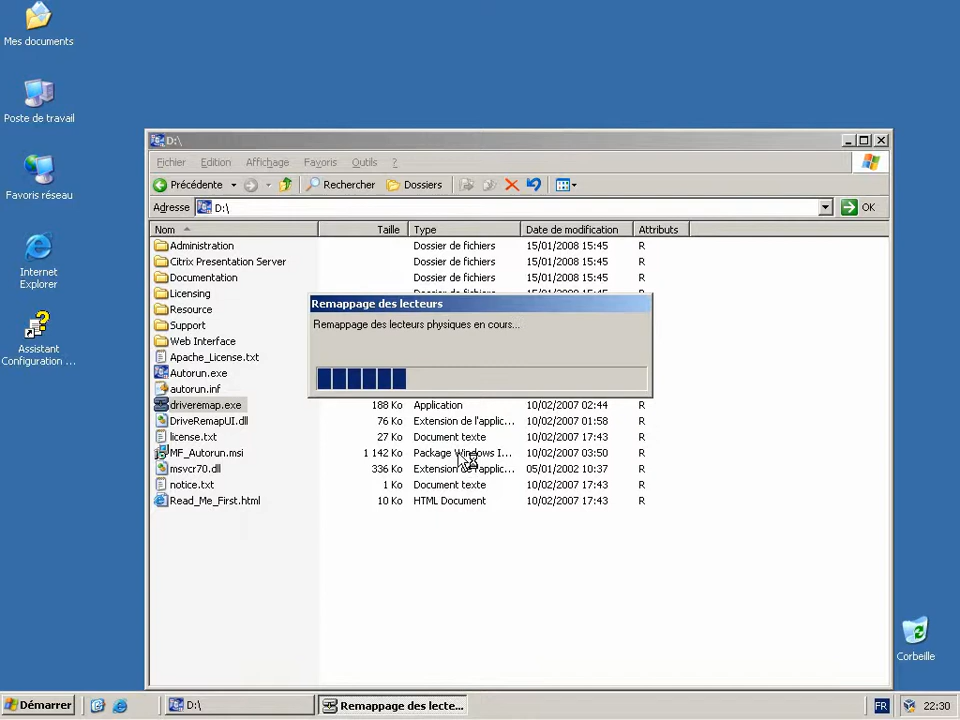 Mes documents
Poste de travail
Favoris réseau
Internet
Explorer
Assistant
Configuration ...
D:\
Fichier Edition Affichage Favoris Outils ?
Précédente Rechercher Dossiers
Adresse D:\ OK
Nom Taille Type Date de modification Attributs
Administration Dossier de fichiers 15/01/2008 15:45 R
Citrix Presentation Server Dossier de fichiers 15/01/2008 15:45 R
Documentation Dossier de fichiers 15/01/2008 15:45 R
Licensing
Resource
Support
Web Interface
Apache_License.txt
Autorun.exe
autorun.inf
Remappage des lecteurs
Remappage des lecteurs physiques en cours...
driveremap.exe 188 Ko Application 10/02/2007 02:44 R
DriveRemapUI.dll 76 Ko Extension de l'applic... 10/02/2007 01:58 R
license.txt 27 Ko Document texte 10/02/2007 17:43 R
MF_Autorun.msi 1 142 Ko Package Windows I... 10/02/2007 03:50 R
msvcr70.dll 336 Ko Extension de l'applic... 05/01/2002 10:37 R
notice.txt 1 Ko Document texte 10/02/2007 17:43 R
Read_Me_First.html 10 Ko HTML Document 10/02/2007 17:43 R
Corbeille
Démarrer D:\ Remappage des lecte... FR 22:30